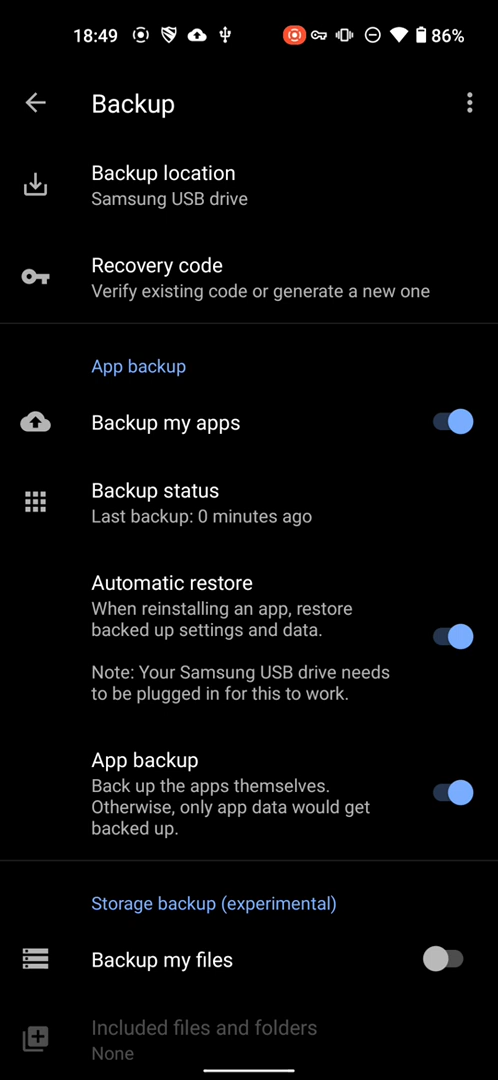 18:49
86%
Backup
Backup location
Samsung USB drive
Recovery code
Verify existing code or generate a new one
App backup
Backup my apps
Backup status
Last backup: 0 minutes ago
Automatic restore
When reinstalling an app, restore
backed up settings and data.
Note: Your Samsung USB drive needs
to be plugged in for this to work.
App backup
Back up the apps themselves.
Otherwise, only app data would get
backed up.
Storage backup (experimental)
Backup my files
Included files and folders
None